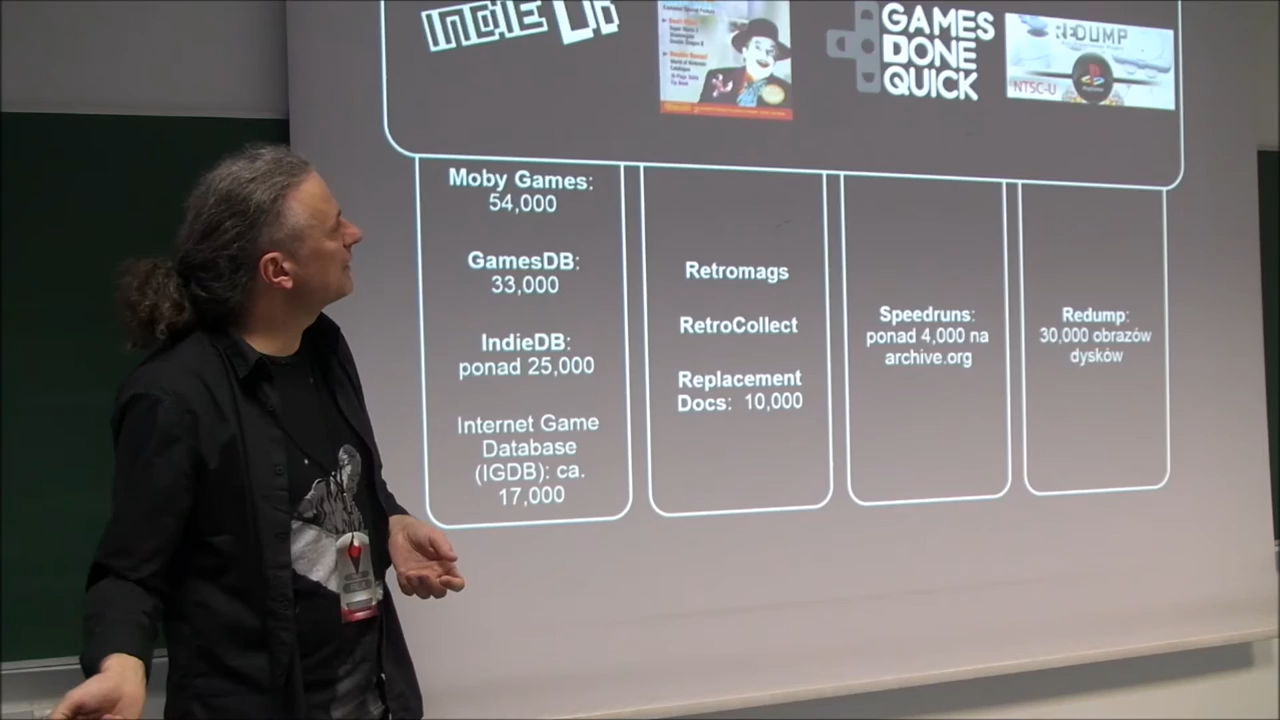 INDIE DB
GAMES
DONE
QUICK
REDUMP
NTSC-U
Moby Games:
54,000
GamesDB:
33,000
IndieDB:
ponad 25,000
Internet Game
Database
(IGDB): ca.
17,000
Retromags
RetroCollect
Replacement
Docs: 10,000
Speedruns:
ponad 4,000 na
archive.org
Redump:
30,000 obrazów
dysków